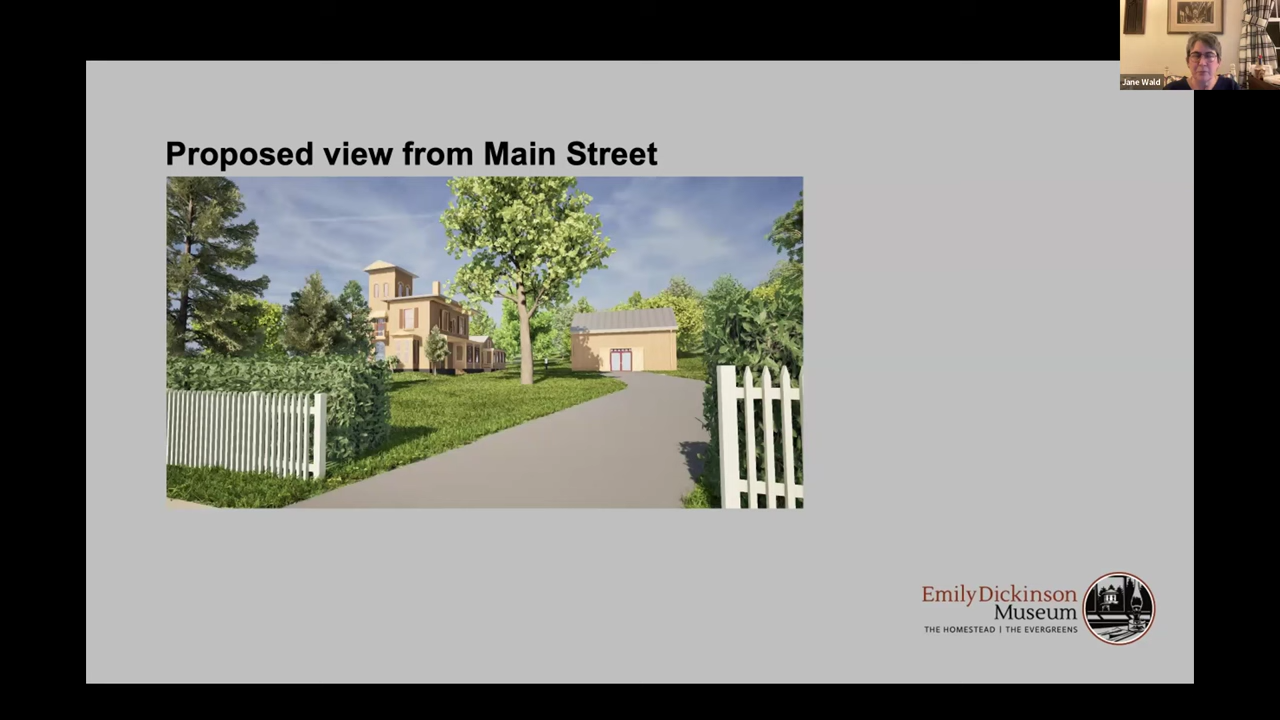 Jane Wald
Proposed view from Main Street
Emily Dickinson
Museum
THE HOMESTEAD | THE EVERGREENS